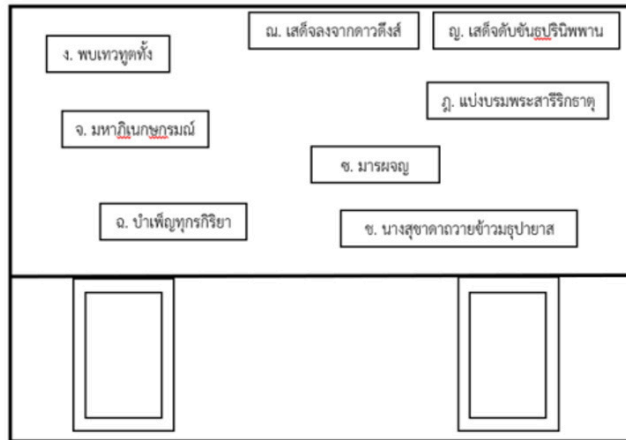 ณ. เสด็จลงจากดาวดึงส์
ญ. เสด็จดับขันธปรินิพพาน
ง. พบเทวทูตทั้ง
ฎ. แบ่งบรมพระสารีริกธาตุ
จ. มหาภิเนกษกรมณ์
ซ. มารผจญ
ฉ. บำเพ็ญทุกรกิริยา
ช. นางสุชาดาถวายข้าวมธุปายาส